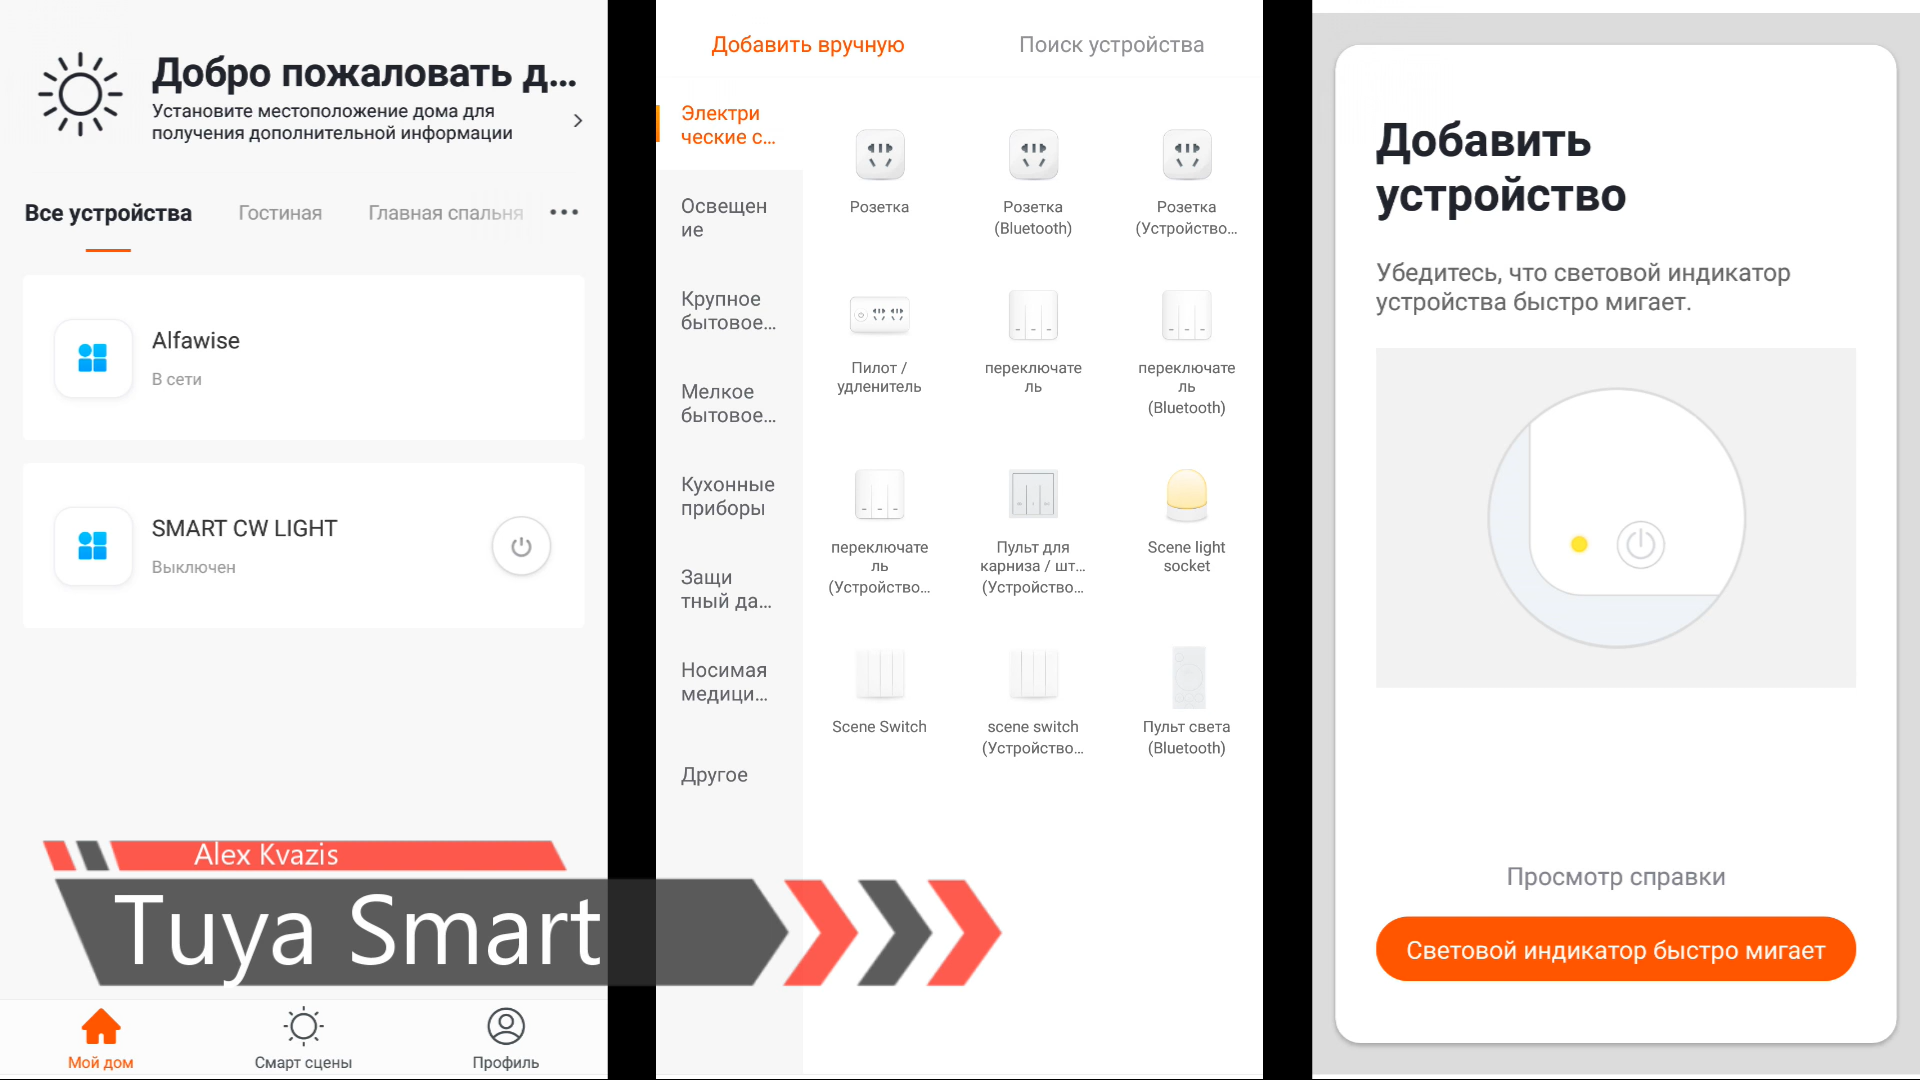 Добро пожаловать д...
Установите местоположение дома для
получения дополнительной информации
Все устройства
Гостиная
Главная спальня
Alfawise
В сети
SMART CW LIGHT
Выключен
Alex Kvazis
Tuya Smart
Мой дом
Смарт сцены
Профиль
Добавить вручную
Поиск устройства
Электри
ческие с...
Освещен
ие
Крупное
бытовое...
Мелкое
бытовое...
Кухонные
приборы
Защи
тный да...
Носимая
медици...
Другое
Розетка
Розетка
(Bluetooth)
Розетка
(Устройство...
Пилот /
удленитель
переключате
ль
переключате
ль
(Bluetooth)
переключате
ль
(Устройство...
Пульт для
карниза / шт...
(Устройство...
Scene light
socket
Scene Switch
scene switch
(Устройство...
Пульт света
(Bluetooth)
Добавить
устройство
Убедитесь, что световой индикатор
устройства быстро мигает.
Просмотр справки
Световой индикатор быстро мигает